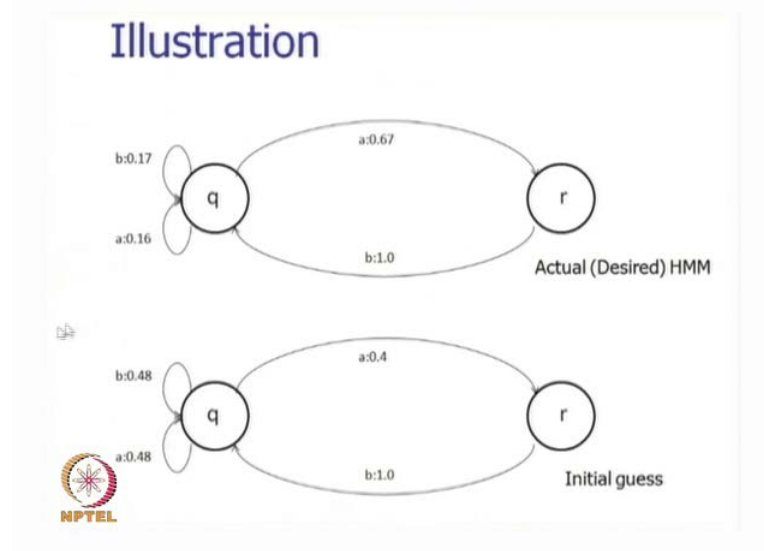 Illustration
a:0.67
b:0.17
q
r
a:0.16
b:1.0
Actual (Desired) HMM
a:0.4
b:0.48
q
r
a:0.48
b:1.0
Initial guess
NPTEL